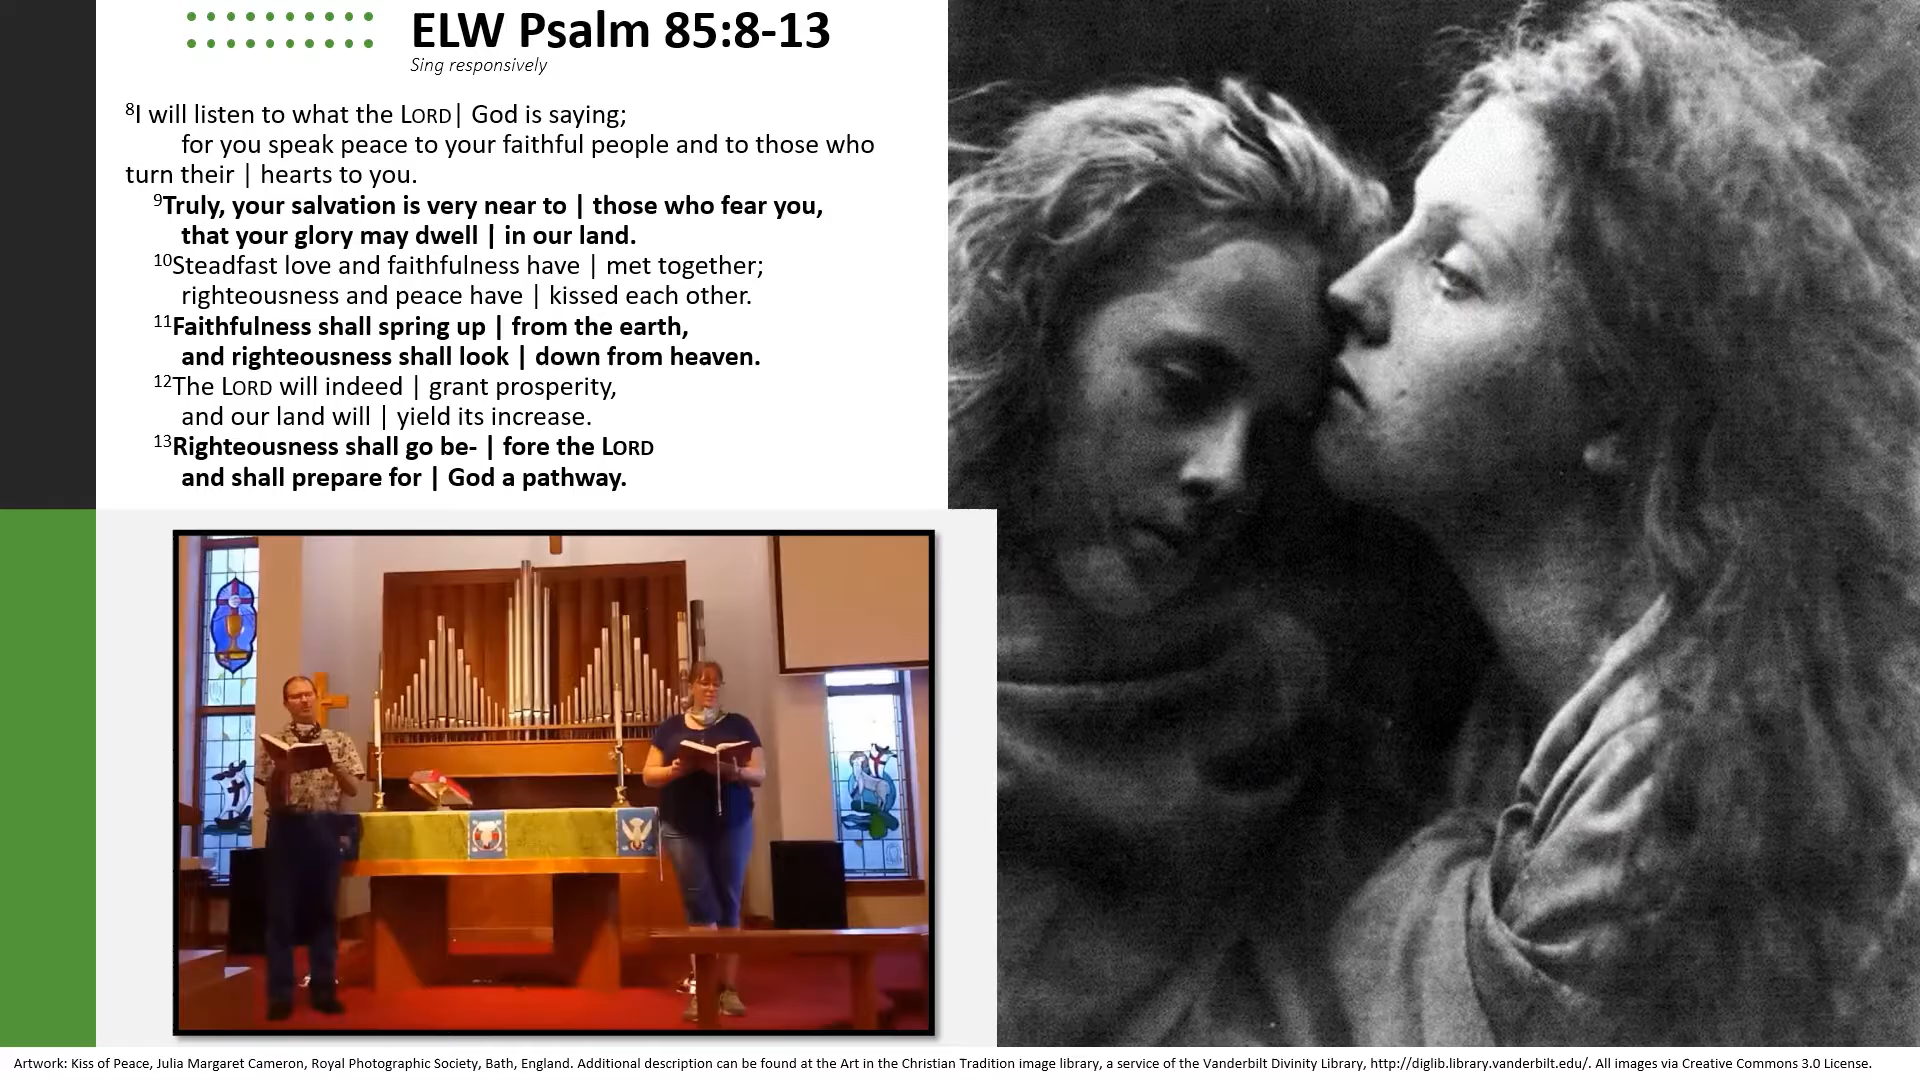 ELW Psalm 85:8-13
Sing responsively
⁸I will listen to what the LORD| God is saying;
for you speak peace to your faithful people and to those who
turn their | hearts to you.
⁹Truly, your salvation is very near to | those who fear you,
that your glory may dwell | in our land.
¹⁰Steadfast love and faithfulness have | met together;
righteousness and peace have | kissed each other.
¹¹Faithfulness shall spring up | from the earth,
and righteousness shall look | down from heaven.
¹²The LORD will indeed | grant prosperity,
and our land will | yield its increase.
¹³Righteousness shall go be- | fore the LORD
and shall prepare for | God a pathway.
Artwork: Kiss of Peace, Julia Margaret Cameron, Royal Photographic Society, Bath, England. Additional description can be found at the Art in the Christian Tradition image library, a service of the Vanderbilt Divinity Library, http://diglib.library.vanderbilt.edu/. All images via Creative Commons 3.0 License.